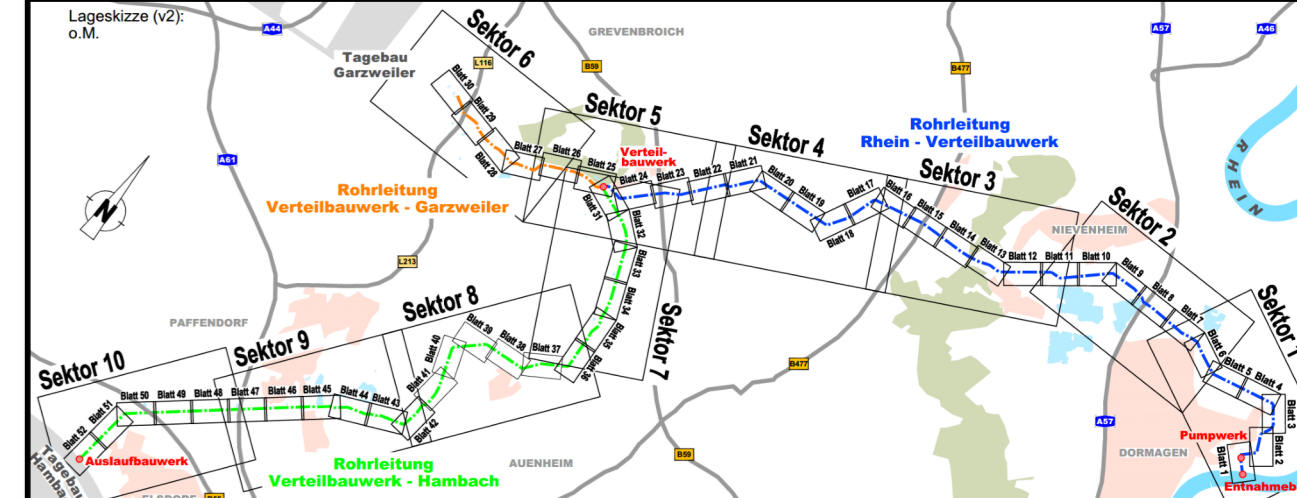 Lageskizze (v2):
o.M.
A44
Tagebau
Garzweiler
Sektor 6
L116
GREVENBROICH
B59
A57
A46
B477
RHEIN
Blatt 30
Blatt 29
Blatt 28
Blatt 27
Blatt 26
Blatt 25
Sektor 5
Verteil-
bauwerk
Blatt 24
Blatt 23
Blatt 22
Blatt 21
Sektor 4
Rohrleitung
Rhein - Verteilbauwerk
Blatt 20
Blatt 19
Blatt 18
Blatt 17
Blatt 16
Sektor 3
Blatt 15
Blatt 14
Blatt 13
Blatt 12
Blatt 11
Blatt 10
NIEVENHEIM
Sektor 2
Blatt 9
Blatt 8
Blatt 7
Blatt 6
Blatt 5
Blatt 4
Sektor 1
Blatt 3
Blatt 2
Blatt 1
Pumpwerk
Entnahmeb
DORMAGEN
A57
A61
N
Rohrleitung
Verteilbauwerk - Garzweiler
L213
Blatt 31
Blatt 32
Blatt 33
Blatt 34
Blatt 35
Blatt 36
Sektor 7
B477
B59
PAFFENDORF
Sektor 8
Blatt 37
Blatt 38
Blatt 39
Blatt 40
Blatt 41
Blatt 42
Sektor 9
Blatt 43
Blatt 44
Blatt 45
Blatt 46
Blatt 47
Blatt 48
Blatt 49
Blatt 50
Sektor 10
Blatt 51
Blatt 52
Auslaufbauwerk
Tagebau
Hamba
Rohrleitung
Verteilbauwerk - Hambach
AUENHEIM
ELSDORF